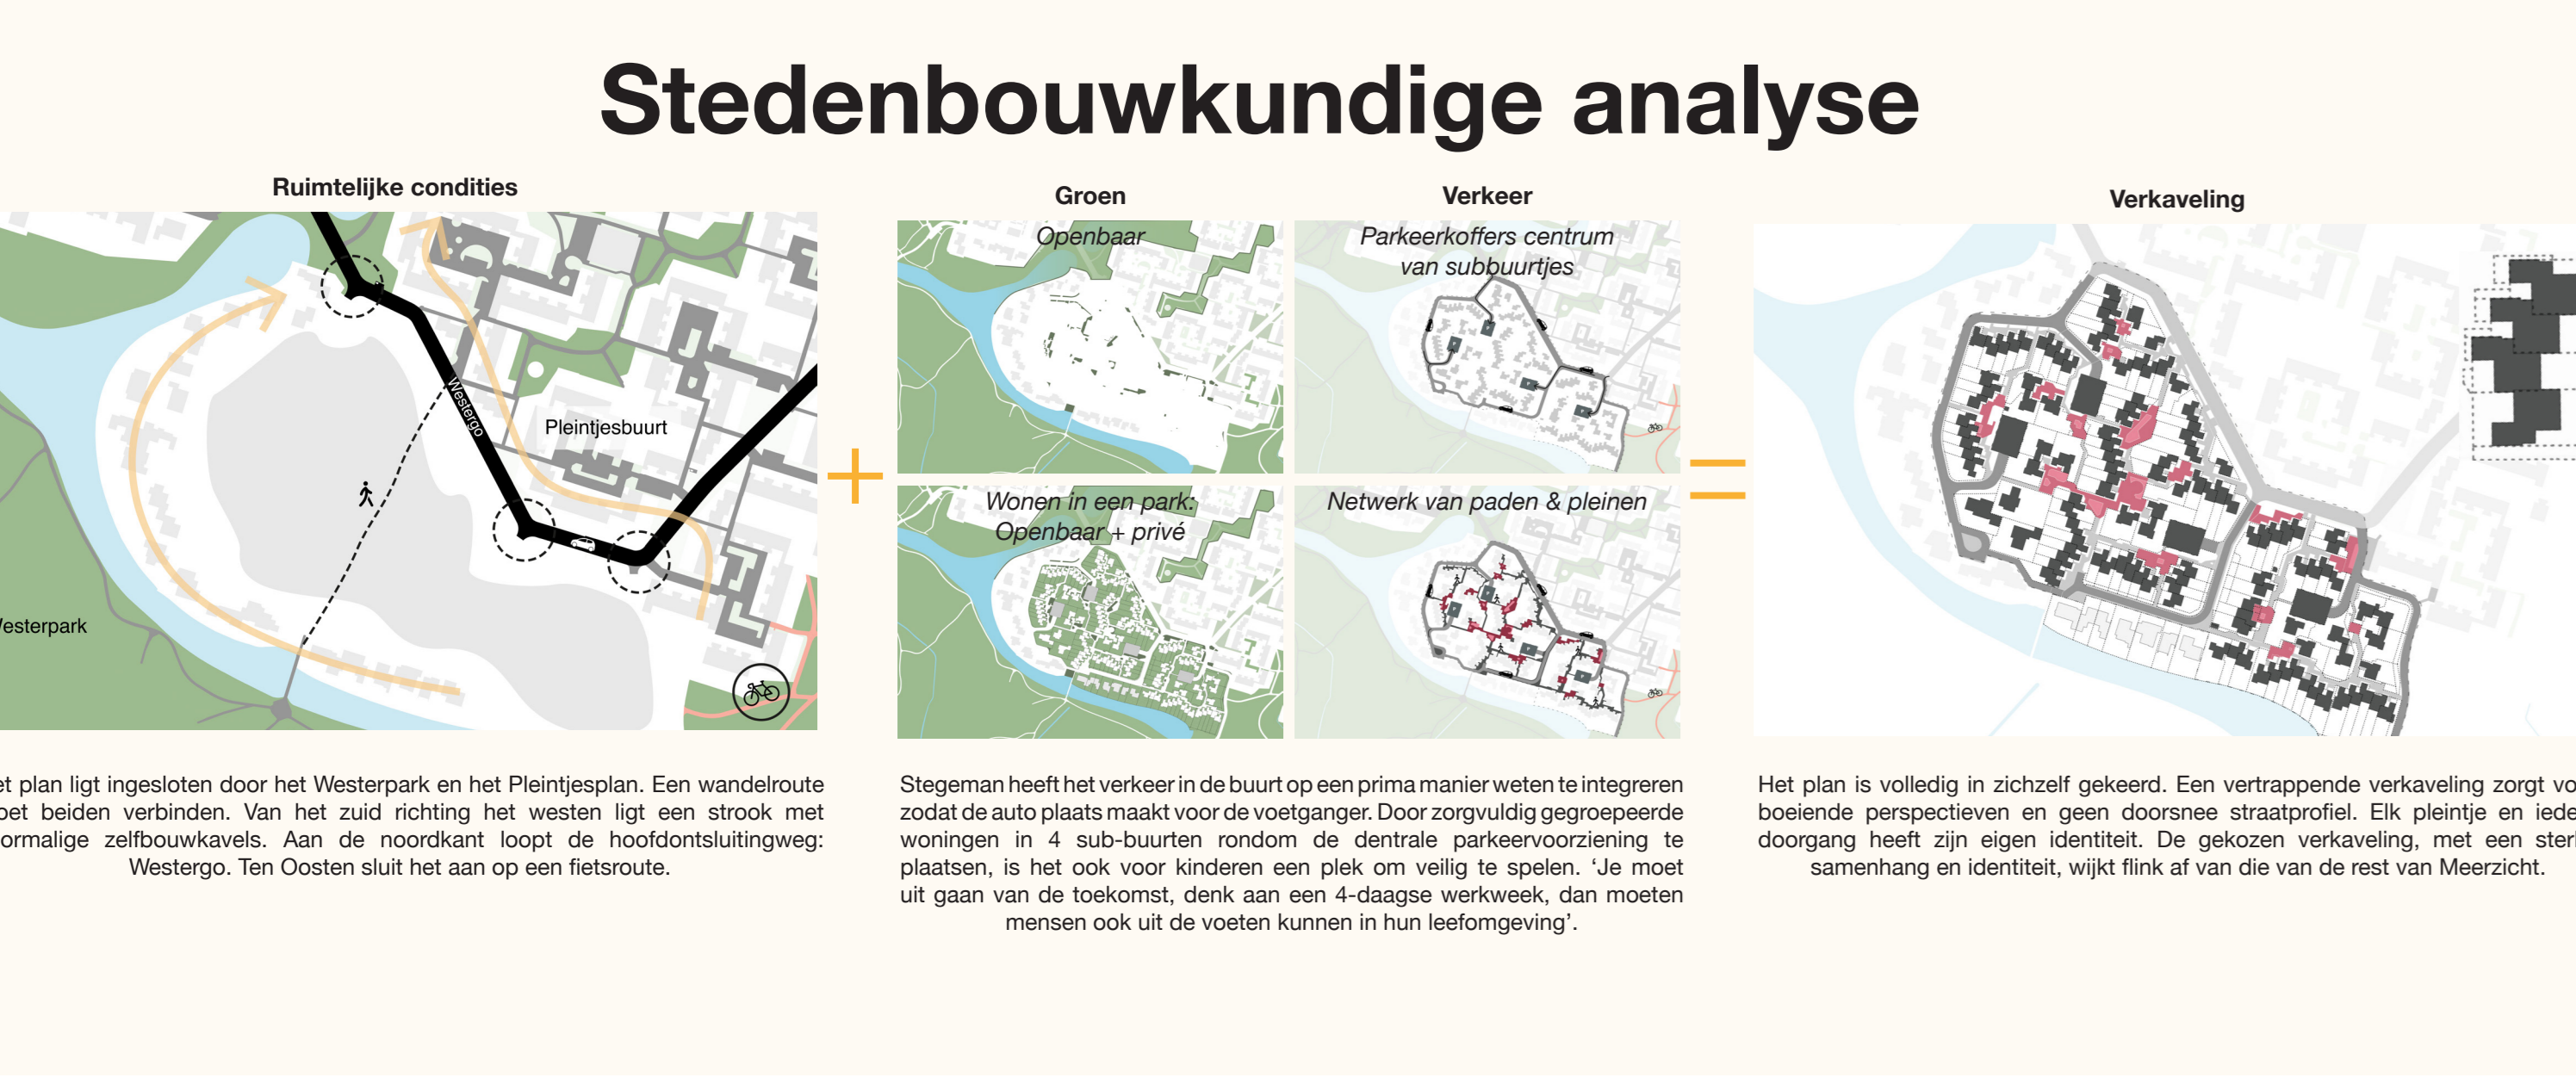 Stedenbouwkundige analyse
Ruimtelijke condities
Westergo
Pleintjesbuurt
esterpark
Groen
Openbaar
Wonen in een park:
Openbaar + privé
Verkeer
Parkeerkoffers centrum
van subbuurtjes
Netwerk van paden & pleinen
Verkaveling
et plan ligt ingesloten door het Westerpark en het Pleintjesplan. Een wandelroute
oet beiden verbinden. Van het zuid richting het westen ligt een strook met
ormalige zelfbouwkavels. Aan de noordkant loopt de hoofdontsluitingweg:
Westergo. Ten Oosten sluit het aan op een fietsroute.
Stegeman heeft het verkeer in de buurt op een prima manier weten te integreren
zodat de auto plaats maakt voor de voetganger. Door zorgvuldig gegroepeerde
woningen in 4 sub-buurten rondom de dentrale parkeervoorziening te
plaatsen, is het ook voor kinderen een plek om veilig te spelen. ‘Je moet
uit gaan van de toekomst, denk aan een 4-daagse werkweek, dan moeten
mensen ook uit de voeten kunnen in hun leefomgeving’.
Het plan is volledig in zichzelf gekeerd. Een vertrappende verkaveling zorgt vo
boeiende perspectieven en geen doorsnee straatprofiel. Elk pleintje en iede
doorgang heeft zijn eigen identiteit. De gekozen verkaveling, met een ster
samenhang en identiteit, wijkt flink af van die van de rest van Meerzicht.